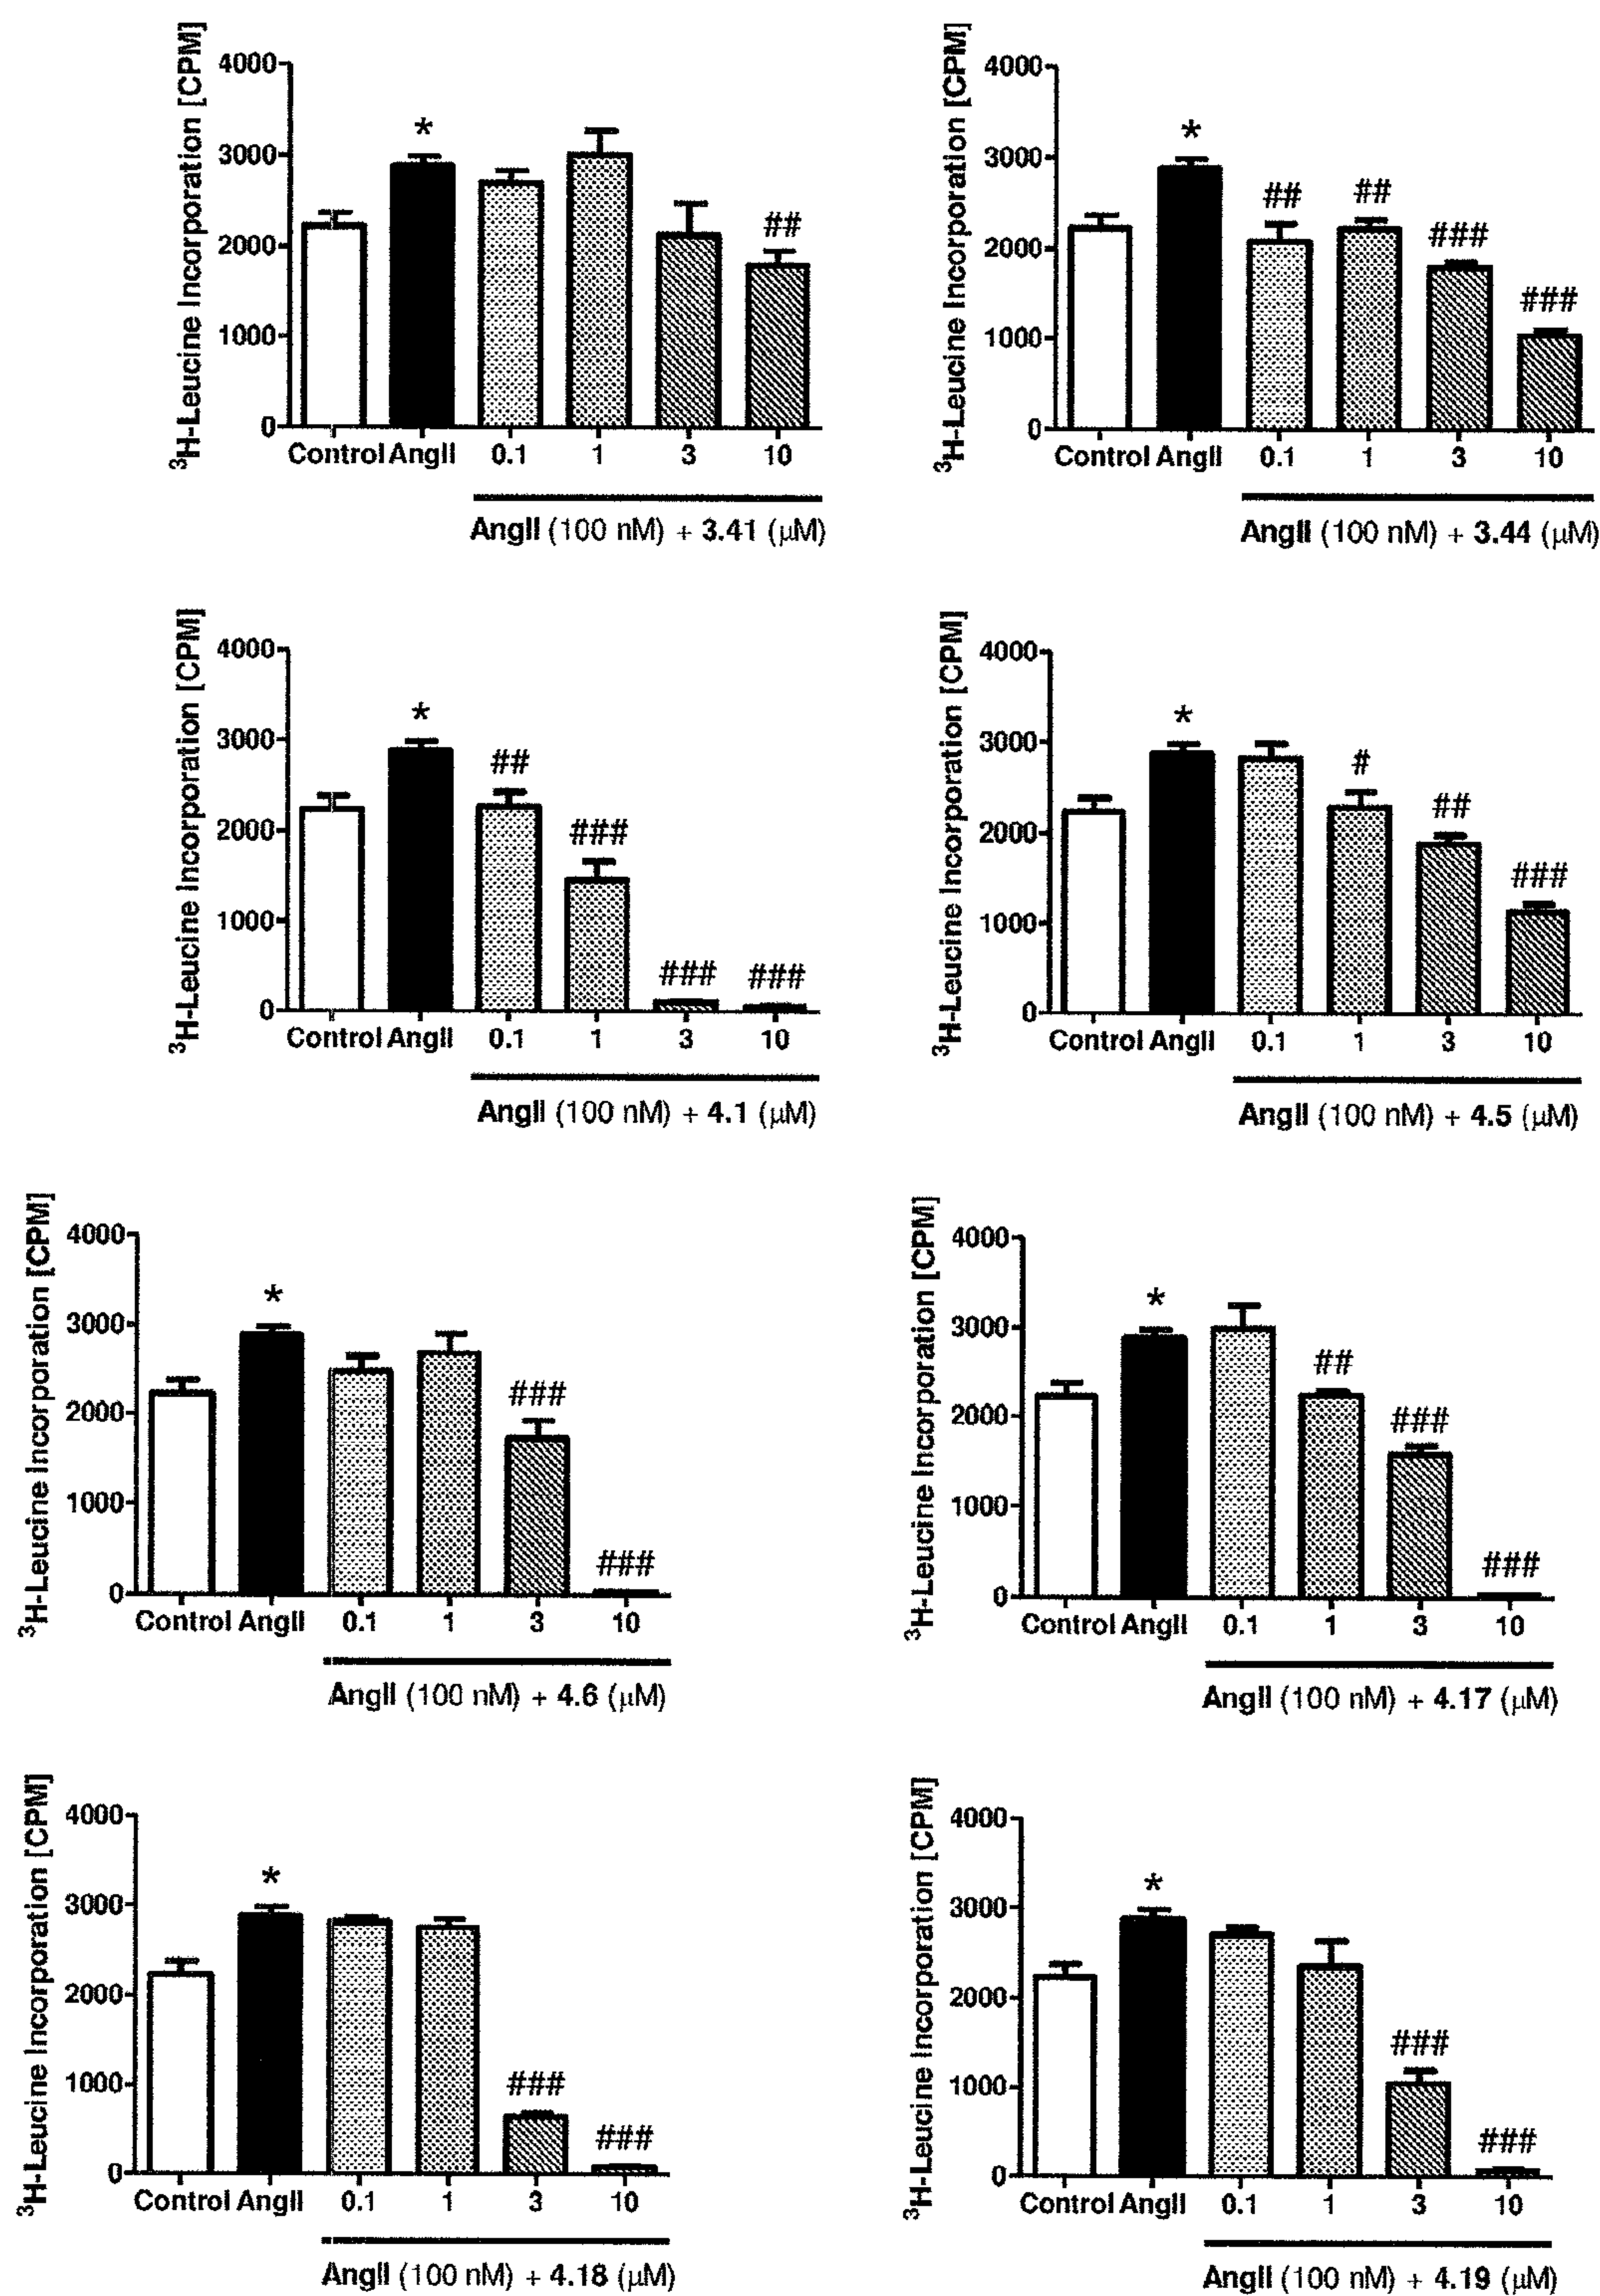 ³H-Leucine Incorporation [CPM]
4000
3000
2000
1000
0
*
##
Control AngII 0.1 1 3 10
AngII (100 nM) + 3.41 (μM)
³H-Leucine Incorporation [CPM]
4000
3000
2000
1000
0
*
## ## ### ###
Control AngII 0.1 1 3 10
AngII (100 nM) + 3.44 (μM)
³H-Leucine Incorporation [CPM]
4000
3000
2000
1000
0
*
## ### ### ###
Control AngII 0.1 1 3 10
AngII (100 nM) + 4.1 (μM)
³H-Leucine Incorporation [CPM]
4000
3000
2000
1000
0
*
# ## ###
Control AngII 0.1 1 3 10
AngII (100 nM) + 4.5 (μM)
³H-Leucine Incorporation [CPM]
4000
3000
2000
1000
0
*
### ###
Control AngII 0.1 1 3 10
AngII (100 nM) + 4.6 (μM)
³H-Leucine Incorporation [CPM]
4000
3000
2000
1000
0
*
## ### ###
Control AngII 0.1 1 3 10
AngII (100 nM) + 4.17 (μM)
³H-Leucine Incorporation [CPM]
4000
3000
2000
1000
0
*
### ###
Control AngII 0.1 1 3 10
AngII (100 nM) + 4.18 (μM)
³H-Leucine Incorporation [CPM]
4000
3000
2000
1000
0
*
### ###
Control AngII 0.1 1 3 10
AngII (100 nM) + 4.19 (μM)